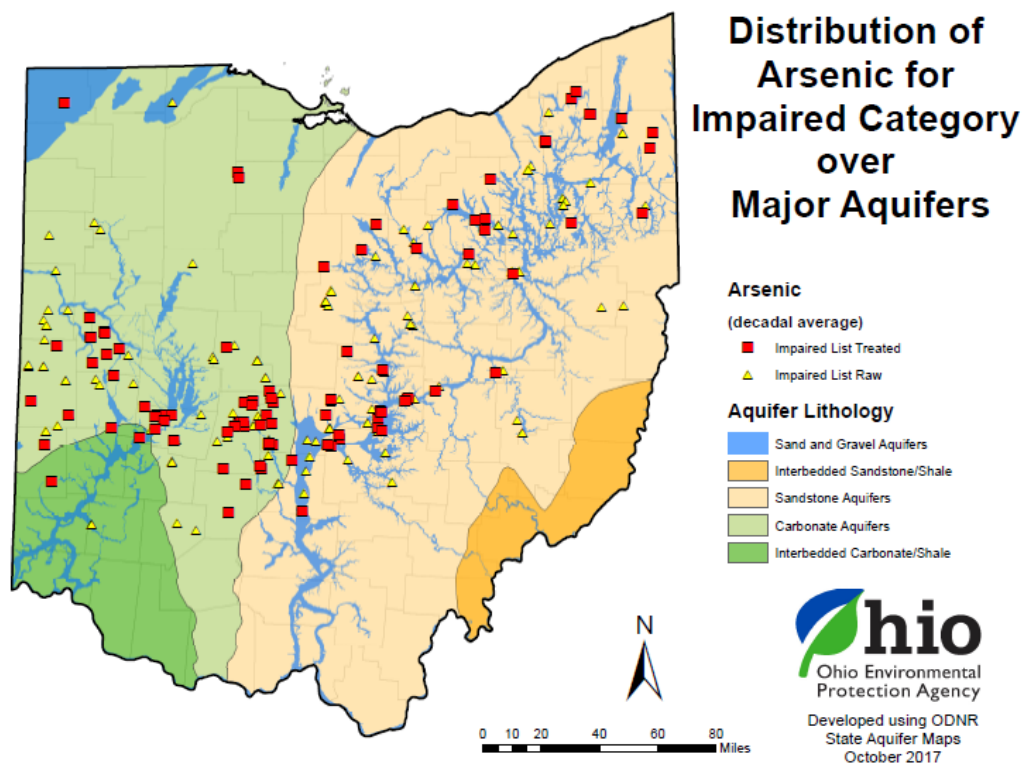 Distribution of
Arsenic for
Impaired Category
over
Major Aquifers
Arsenic
(decadal average)
Impaired List Treated
Impaired List Raw
Aquifer Lithology
Sand and Gravel Aquifers
Interbedded Sandstone/Shale
Sandstone Aquifers
Carbonate Aquifers
Interbedded Carbonate/Shale
N
Ohio
Ohio Environmental
Protection Agency
0 10 20 40 60 80
Miles
Developed using ODNR
State Aquifer Maps
October 2017